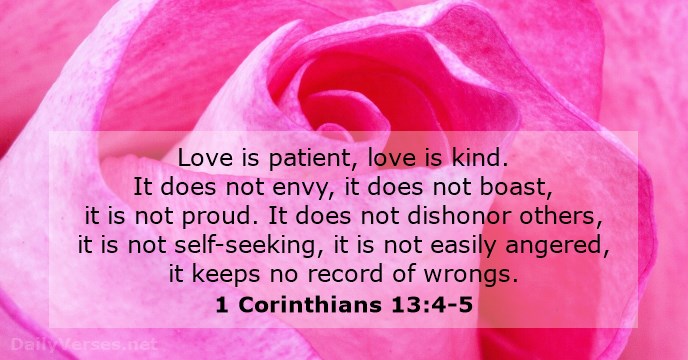 Love is patient, love is kind.
It does not envy, it does not boast,
it is not proud. It does not dishonor others,
it is not self-seeking, it is not easily angered,
it keeps no record of wrongs.
1 Corinthians 13:4-5
DailyVerses.net